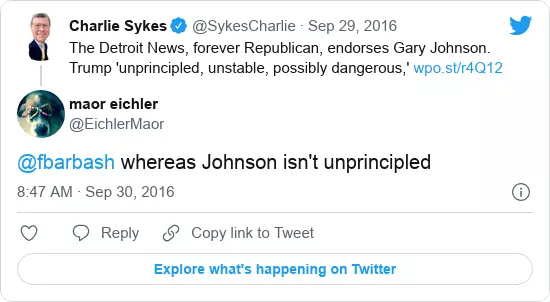 Charlie Sykes @SykesCharlie · Sep 29, 2016
The Detroit News, forever Republican, endorses Gary Johnson.
Trump 'unprincipled, unstable, possibly dangerous,' wpo.st/r4Q12
maor eichler
@EichlerMaor
@fbarbash whereas Johnson isn't unprincipled
8:47 AM · Sep 30, 2016
Reply
Copy link to Tweet
Explore what's happening on Twitter